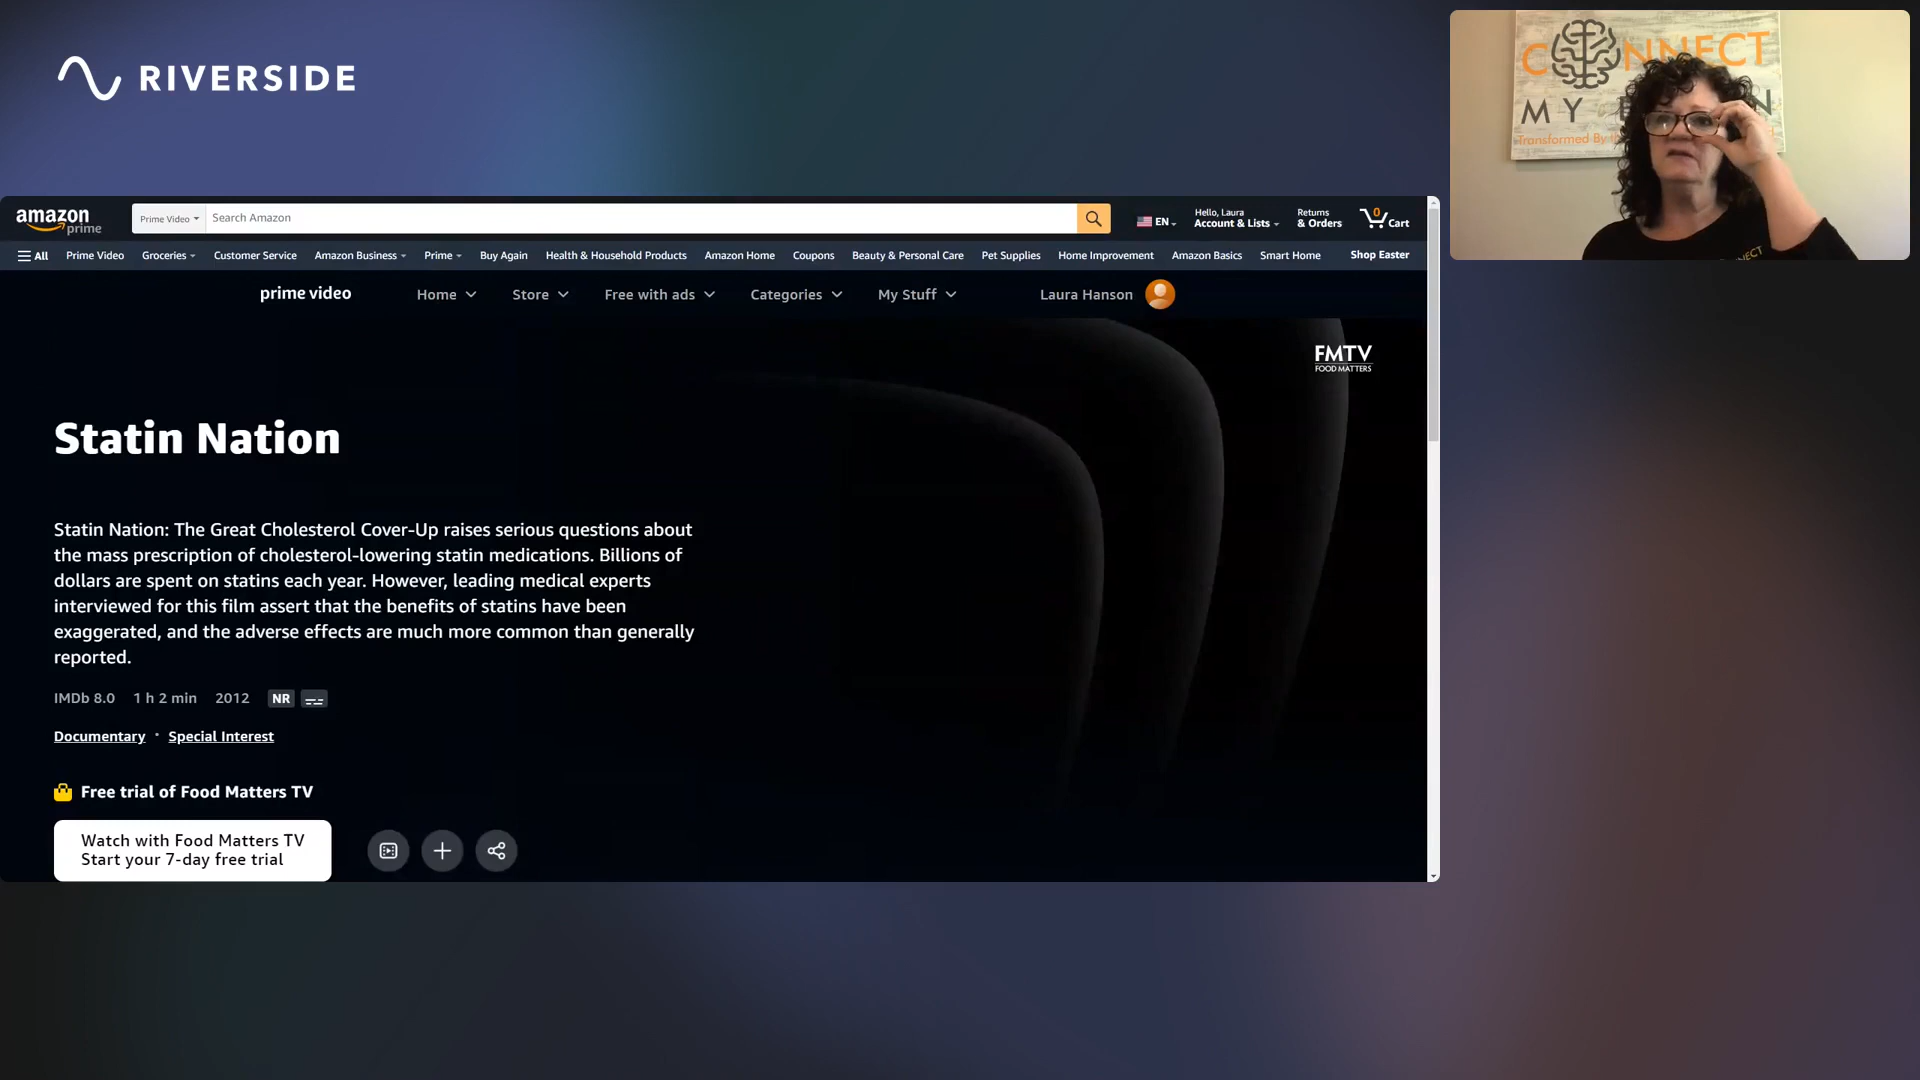 RIVERSIDE
CONNECT
MY
Transformed By
amazon prime
Prime Video
Search Amazon
EN
Hello, Laura
Account & Lists
Returns
& Orders
0
Cart
All
Prime Video
Groceries
Customer Service
Amazon Business
Prime
Buy Again
Health & Household Products
Amazon Home
Coupons
Beauty & Personal Care
Pet Supplies
Home Improvement
Amazon Basics
Smart Home
Shop Easter
prime video
Home
Store
Free with ads
Categories
My Stuff
Laura Hanson
FMTV
FOOD MATTERS
Statin Nation
Statin Nation: The Great Cholesterol Cover-Up raises serious questions about
the mass prescription of cholesterol-lowering statin medications. Billions of
dollars are spent on statins each year. However, leading medical experts
interviewed for this film assert that the benefits of statins have been
exaggerated, and the adverse effects are much more common than generally
reported.
IMDb 8.0 1 h 2 min 2012 NR
Documentary · Special Interest
Free trial of Food Matters TV
Watch with Food Matters TV
Start your 7-day free trial